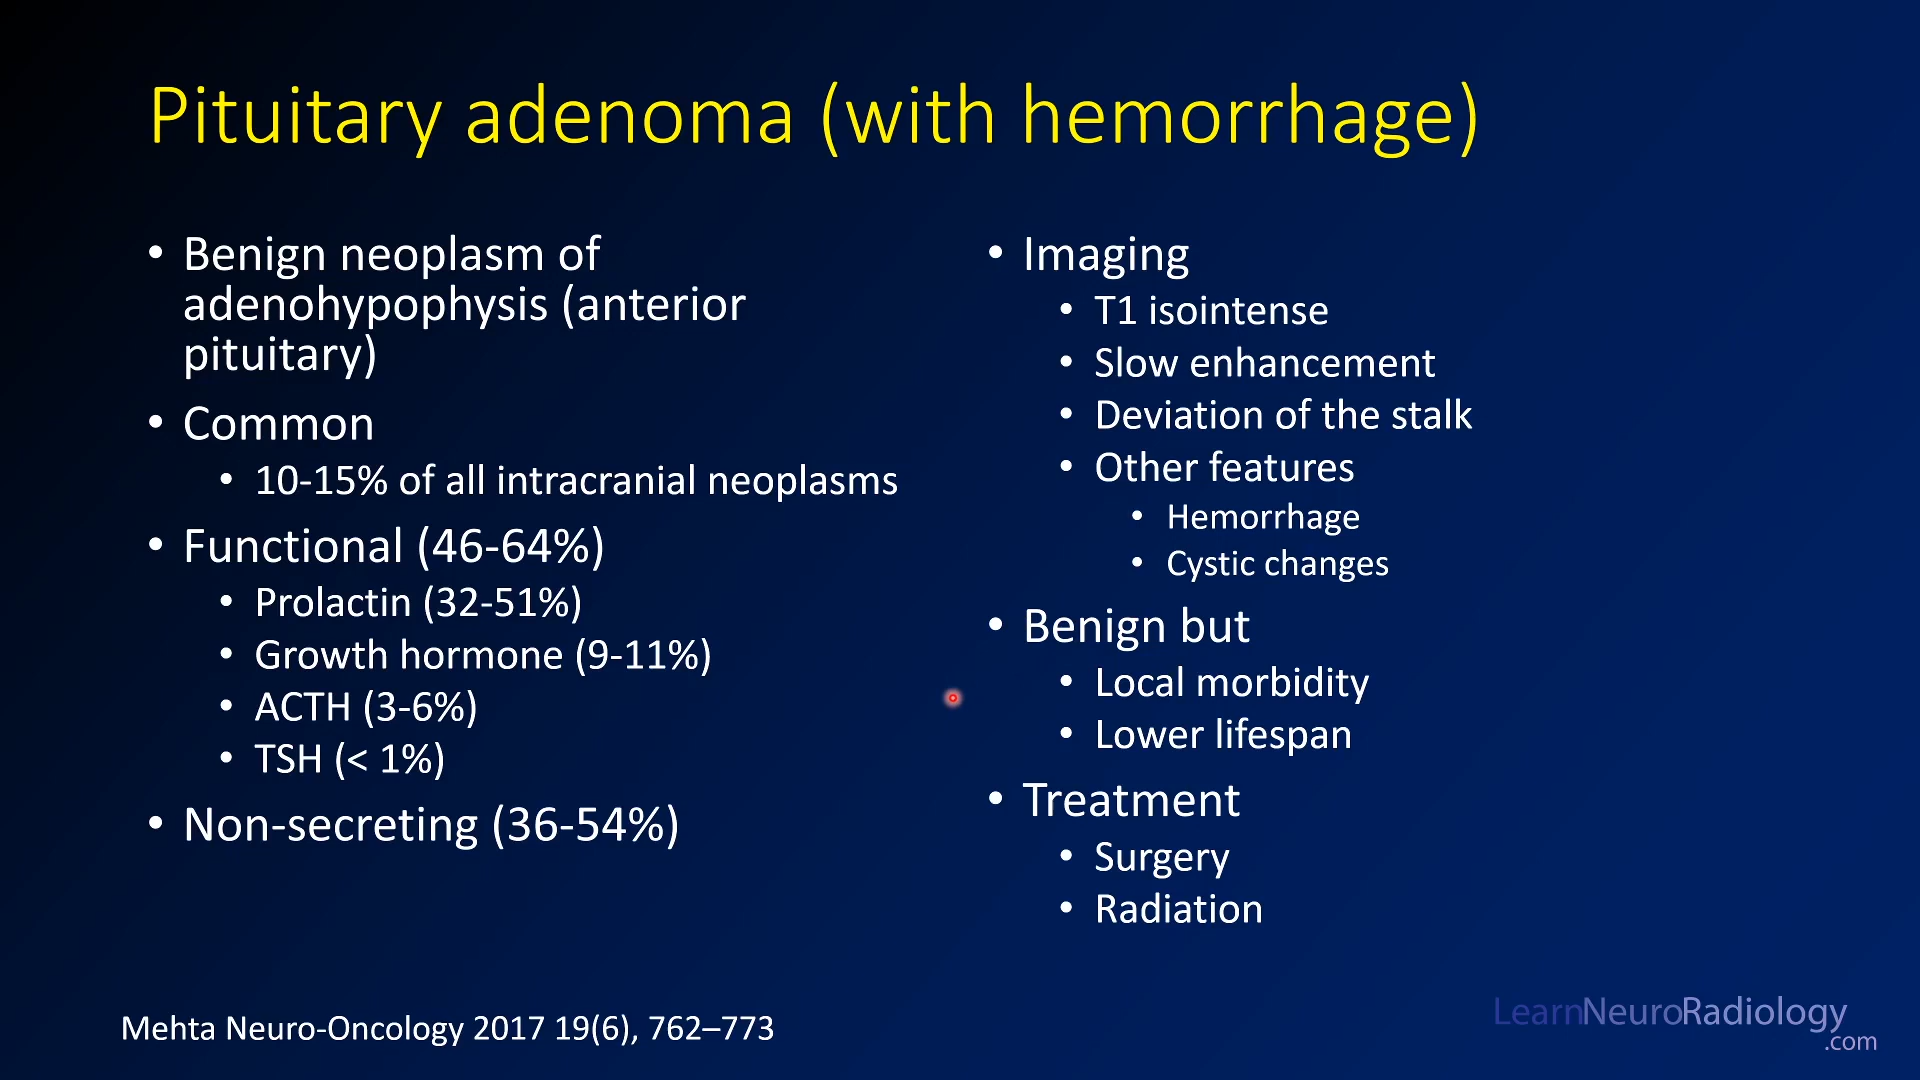 Pituitary adenoma (with hemorrhage)
• Benign neoplasm of
adenohypophysis (anterior
pituitary)
• Common
• 10-15% of all intracranial neoplasms
• Functional (46-64%)
• Prolactin (32-51%)
• Growth hormone (9-11%)
• ACTH (3-6%)
• TSH (< 1%)
• Non-secreting (36-54%)
• Imaging
• T1 isointense
• Slow enhancement
• Deviation of the stalk
• Other features
• Hemorrhage
• Cystic changes
• Benign but
• Local morbidity
• Lower lifespan
• Treatment
• Surgery
• Radiation
Mehta Neuro-Oncology 2017 19(6), 762–773
LearnNeuroRadiology
.com